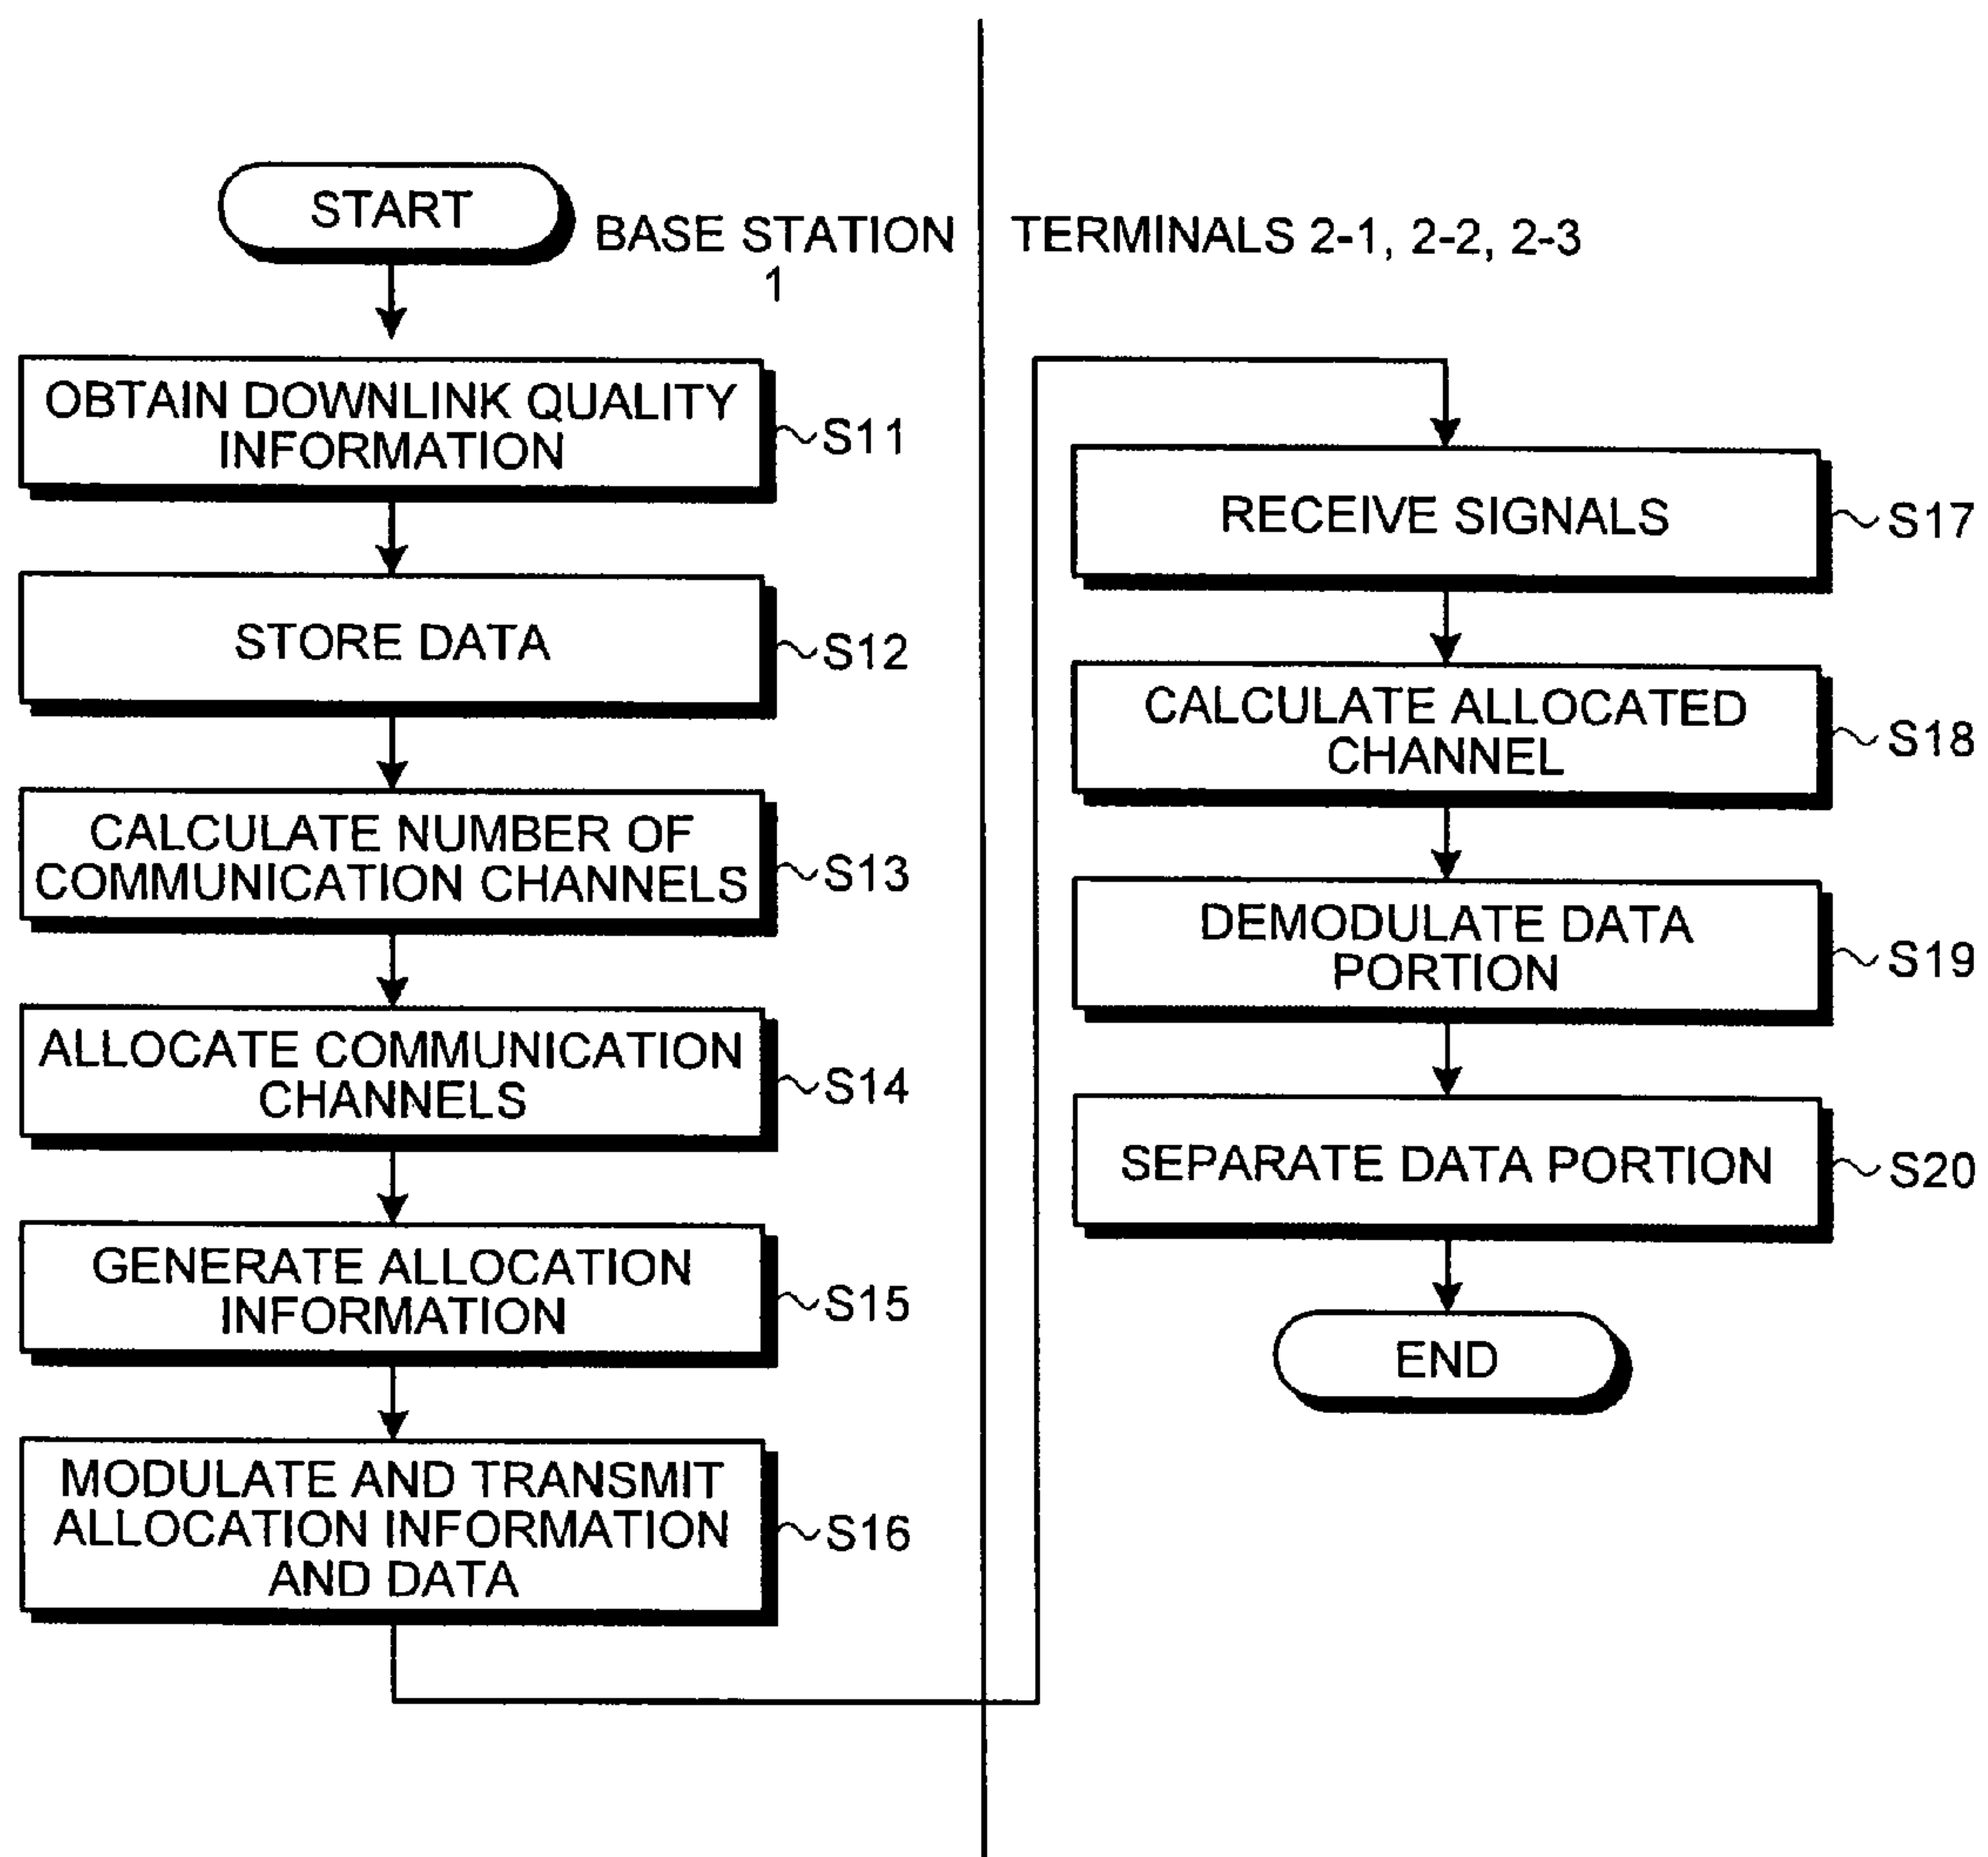 START
BASE STATION
1
OBTAIN DOWNLINK QUALITY
INFORMATION
S11
STORE DATA
S12
CALCULATE NUMBER OF
COMMUNICATION CHANNELS
S13
ALLOCATE COMMUNICATION
CHANNELS
S14
GENERATE ALLOCATION
INFORMATION
S15
MODULATE AND TRANSMIT
ALLOCATION INFORMATION
AND DATA
S16
TERMINALS 2-1, 2-2, 2-3
RECEIVE SIGNALS
S17
CALCULATE ALLOCATED
CHANNEL
S18
DEMODULATE DATA
PORTION
S19
SEPARATE DATA PORTION
S20
END